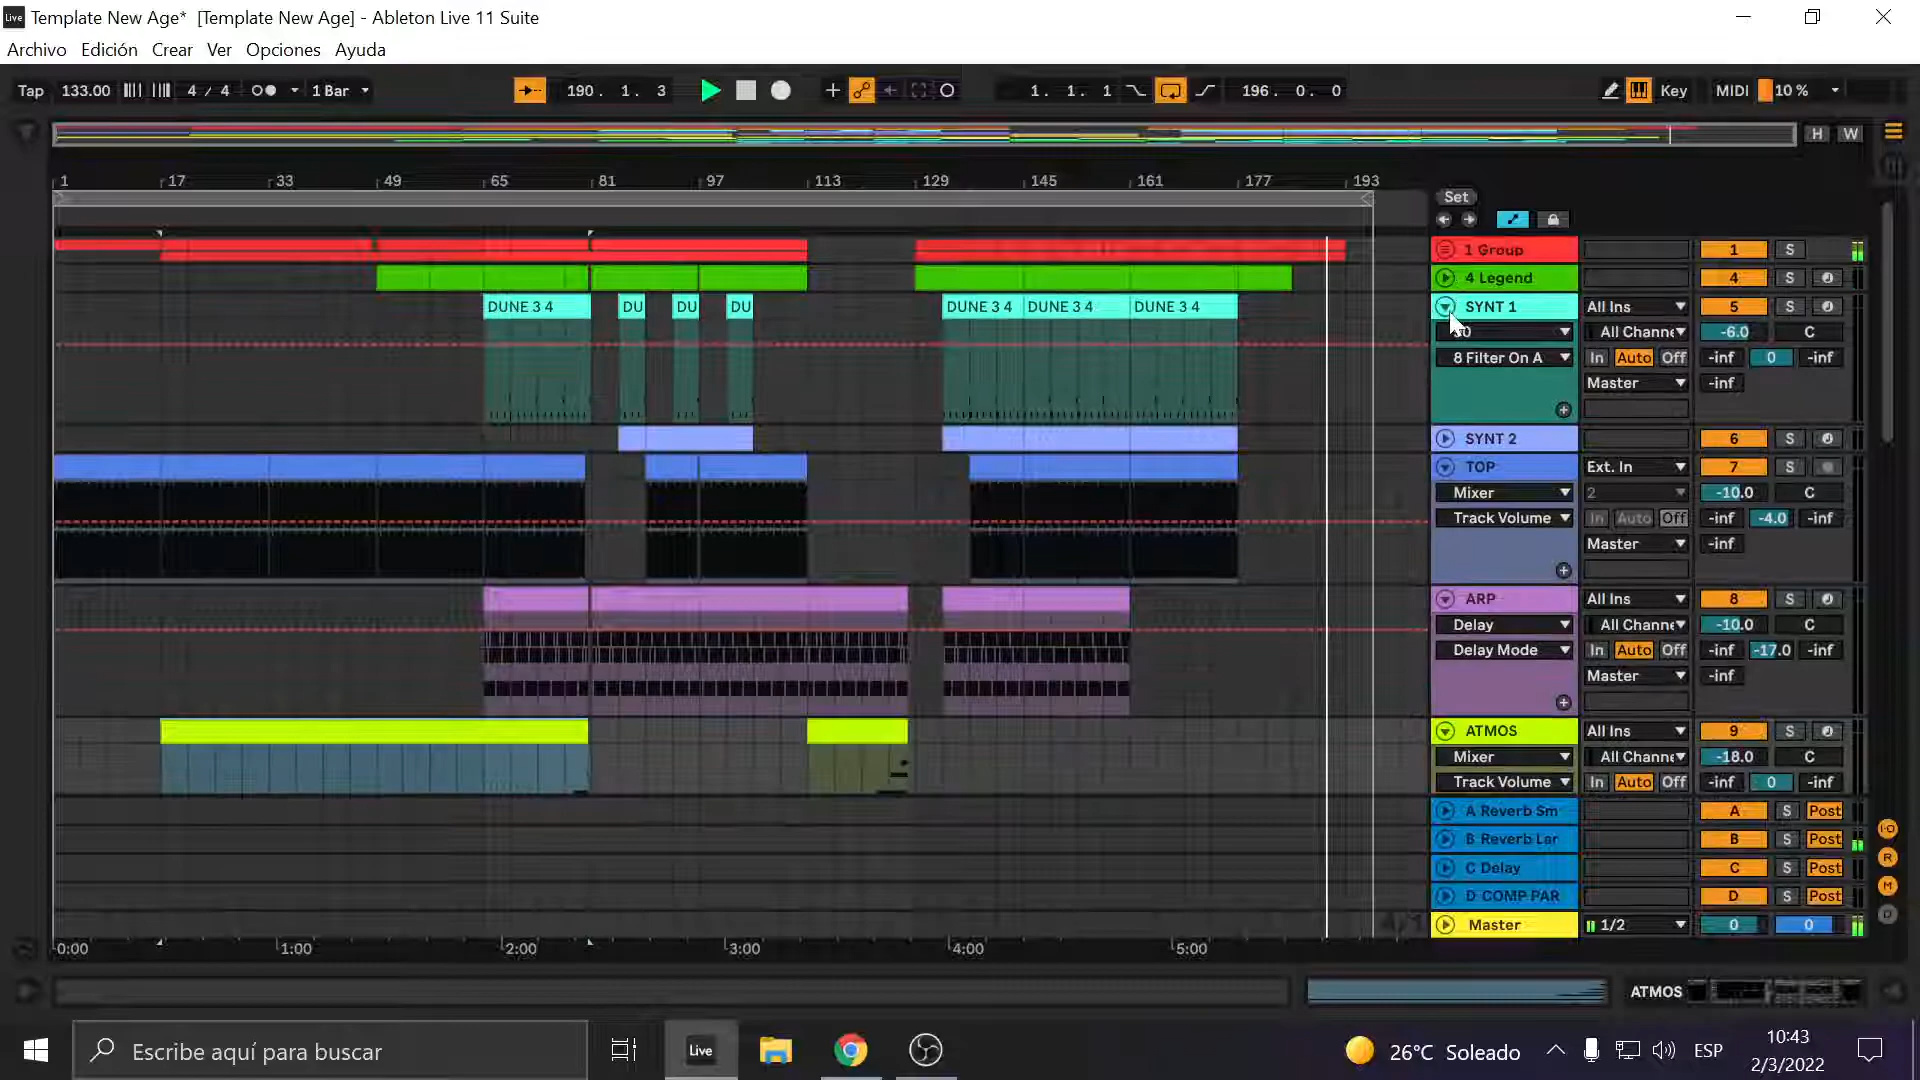 Live Template New Age* [Template New Age] - Ableton Live 11 Suite
Archivo Edición Crear Ver Opciones Ayuda
Tap 133.00 4 / 4 1 Bar 190. 1. 3 1. 1. 1 196. 0. 0 Key MIDI 10 %
H W
1 17 33 49 65 81 97 113 129 145 161 177 193
Set
1 Group 1 S
4 Legend 4 S
DUNE 3 4 DU DU DU DUNE 3 4 DUNE 3 4 DUNE 3 4 SYNT 1 All Ins 5 S
All Channe -6.0 C
8 Filter On A In Auto Off -inf 0 -inf
Master -inf
SYNT 2 6 S
TOP Ext. In 7 S
Mixer 2 -10.0 C
Track Volume In Auto Off -inf -4.0 -inf
Master -inf
ARP All Ins 8 S
Delay All Channe -10.0 C
Delay Mode In Auto Off -inf -17.0 -inf
Master -inf
ATMOS All Ins 9 S
Mixer All Channe -18.0 C
Track Volume In Auto Off -inf 0 -inf
A Reverb Sm A S Post
B Reverb Lar B S Post
C Delay C S Post
D COMP PAR D S Post
4/1 Master 1/2 0 0
I-O
R
M
D
0:00 1:00 2:00 3:00 4:00 5:00
ATMOS
Escribe aquí para buscar Live 26°C Soleado ESP 10:43
2/3/2022